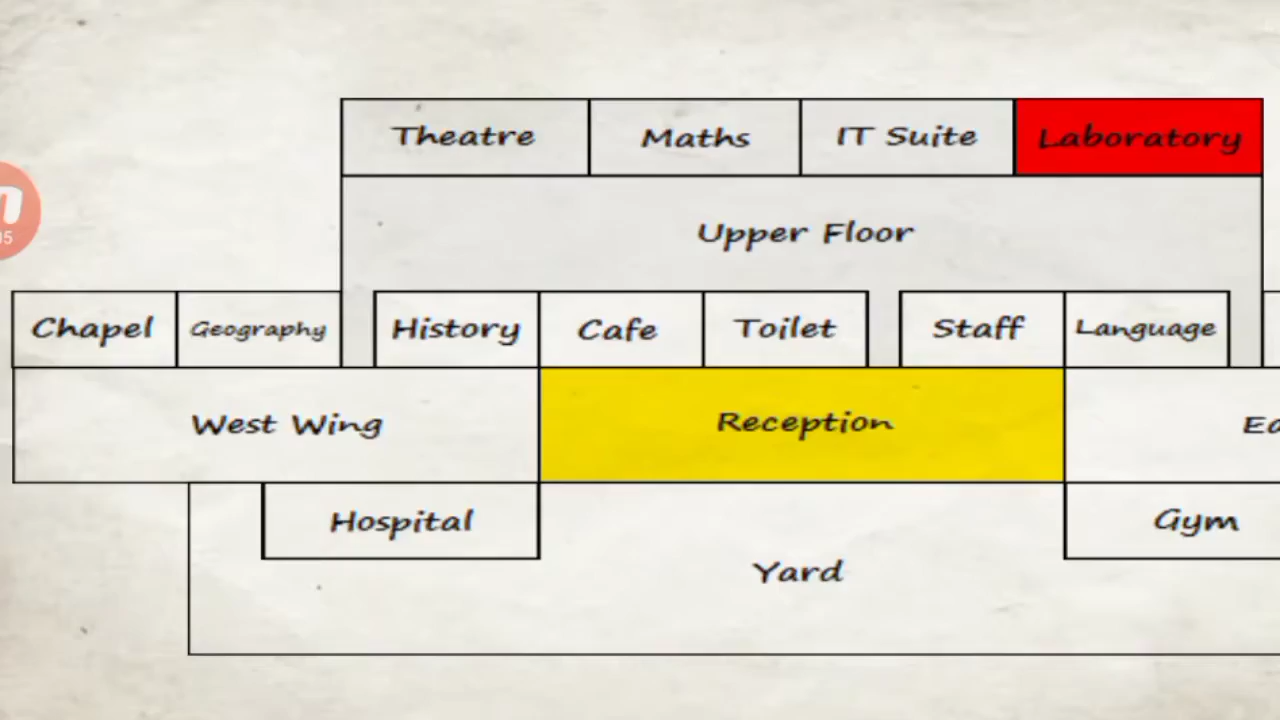 Theatre Maths IT Suite Laboratory
Upper Floor
Chapel Geography History Cafe Toilet Staff Language
West Wing Reception
Hospital Gym
Yard